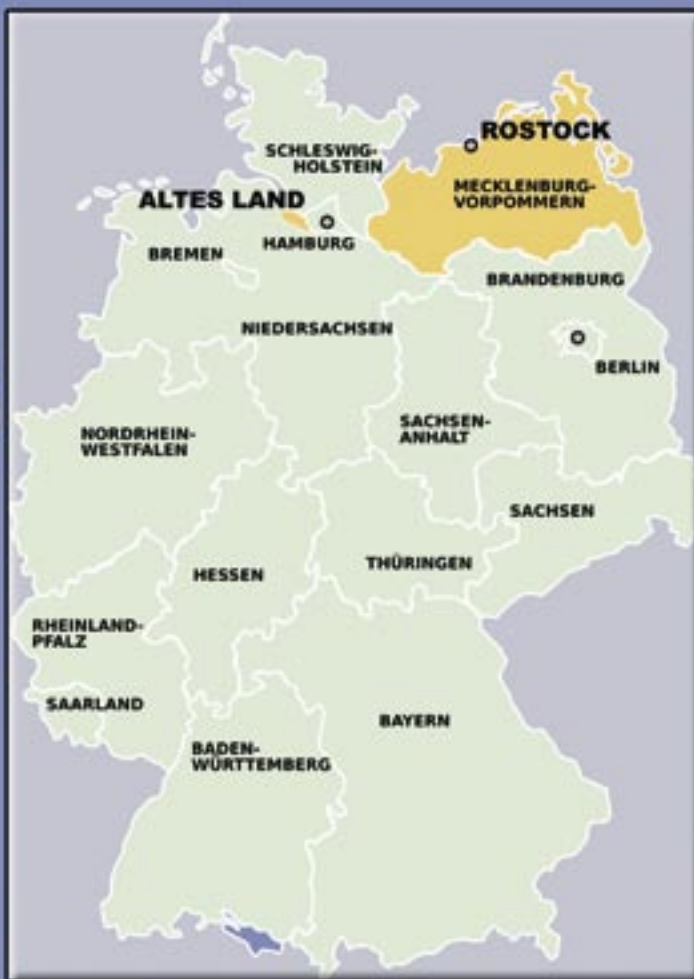 ROSTOCK
SCHLESWIG-
HOLSTEIN
MECKLENBURG-
VORPOMMERN
ALTES LAND
HAMBURG
BREMEN
BRANDENBURG
NIEDERSACHSEN
BERLIN
SACHSEN-
ANHALT
NORDRHEIN-
WESTFALEN
SACHSEN
THÜRINGEN
HESSEN
RHEINLAND-
PFALZ
SAARLAND
BAYERN
BADEN-
WÜRTTEMBERG